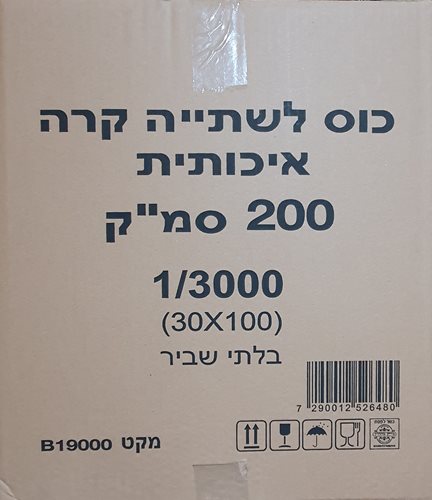 כוס לשתייה קרה
איכותית
200 סמ"ק
1/3000
(30X100)
בלתי שביר
7 290012 526480
מקט B19000